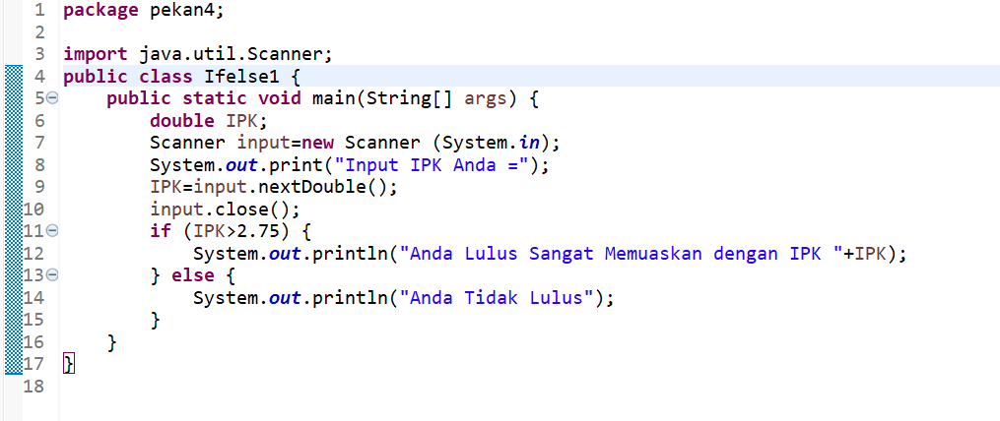 1 package pekan4;
2
3 import java.util.Scanner;
4 public class Ifelse1 {
5 public static void main(String[] args) {
6 double IPK;
7 Scanner input=new Scanner (System.in);
8 System.out.print("Input IPK Anda =");
9 IPK=input.nextDouble();
10 input.close();
11 if (IPK>2.75) {
12 System.out.println("Anda Lulus Sangat Memuaskan dengan IPK "+IPK);
13 } else {
14 System.out.println("Anda Tidak Lulus");
15 }
16 }
17 }
18